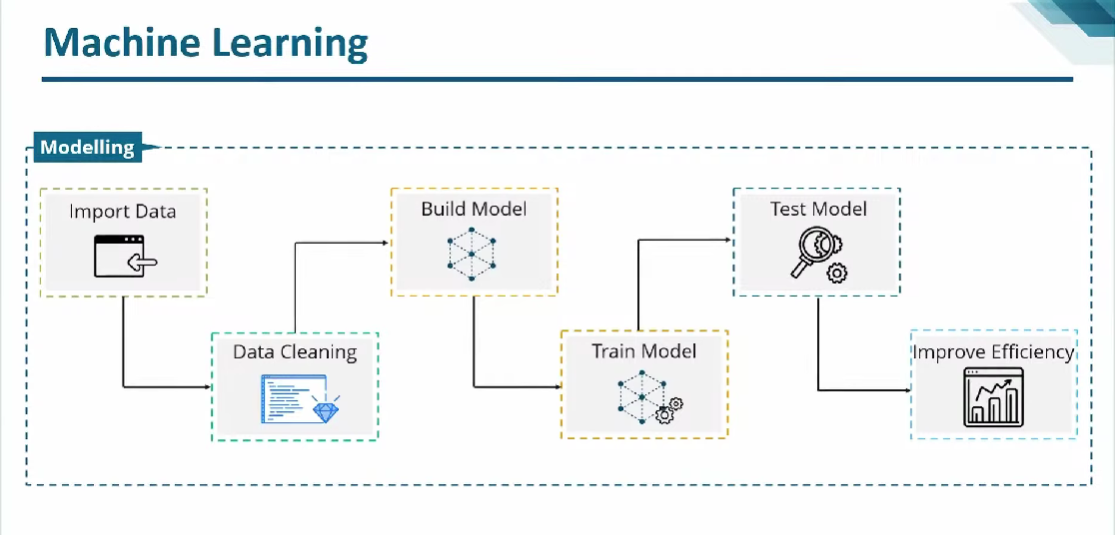 Machine Learning
Modelling
Import Data
Data Cleaning
Build Model
Train Model
Test Model
Improve Efficiency